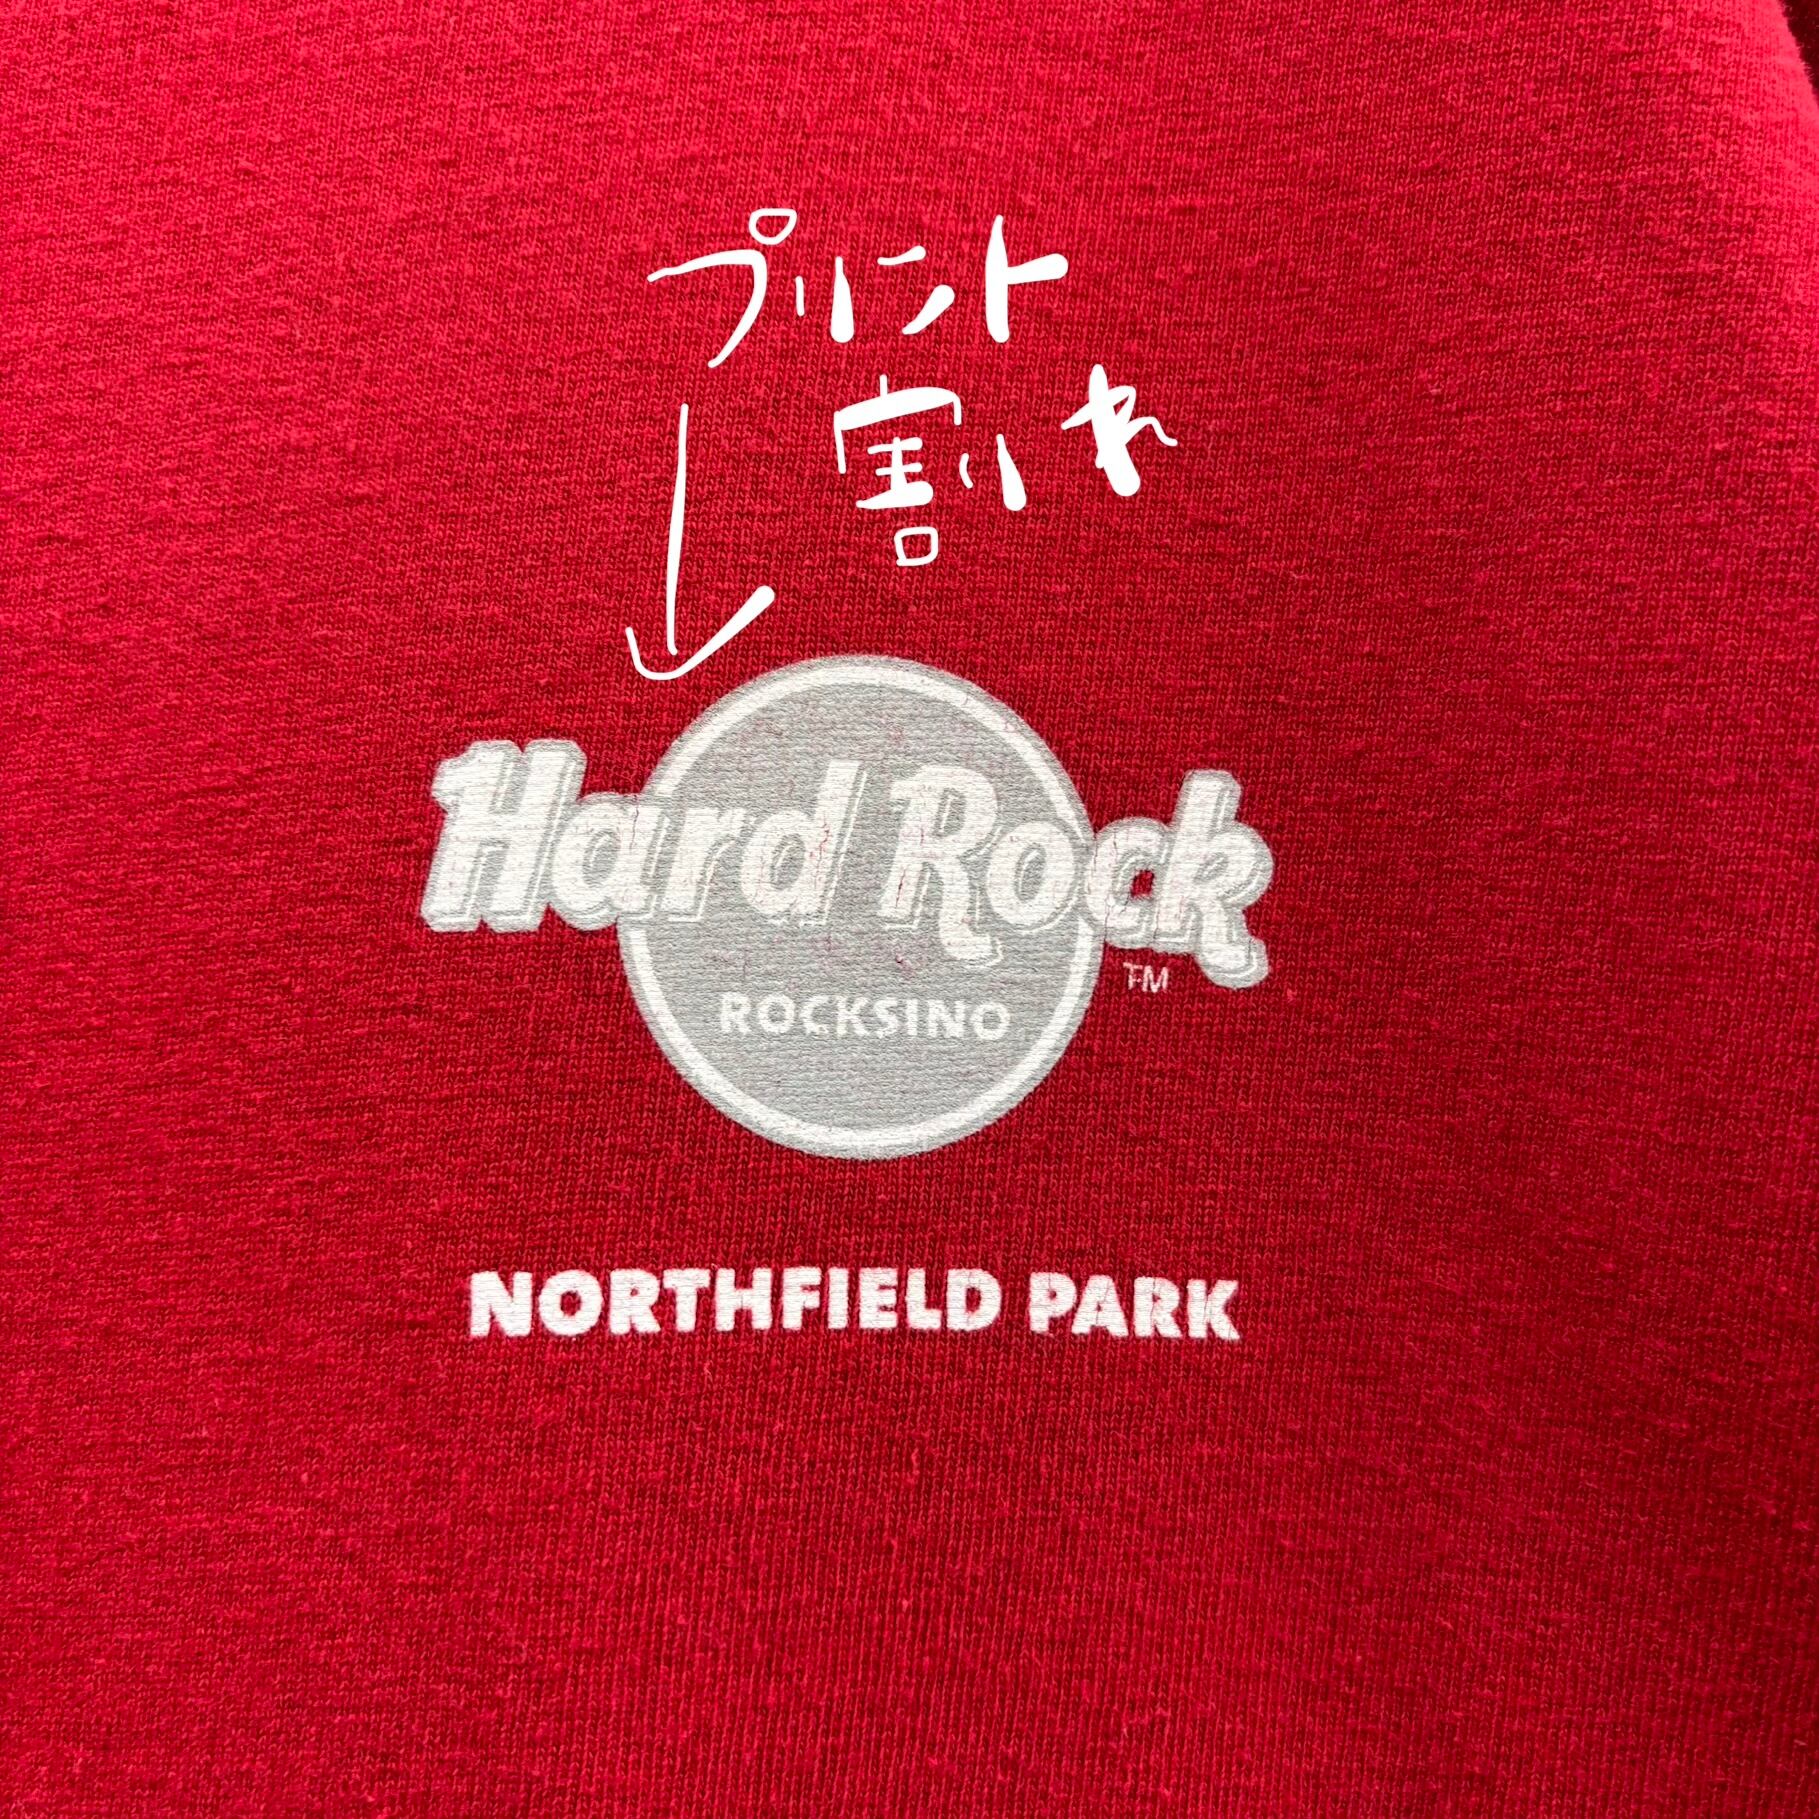 プリント
割れ
Hard Rock
TM
ROCKSINO
NORTHFIELD PARK